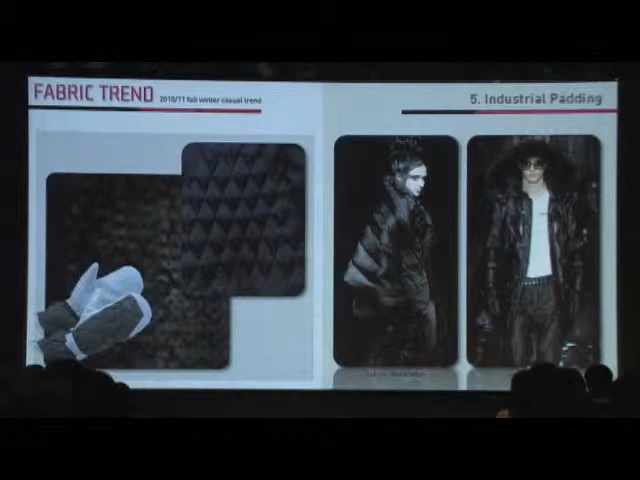 FABRIC TREND 2010/11 fall winter casual trend
5. Industrial Padding